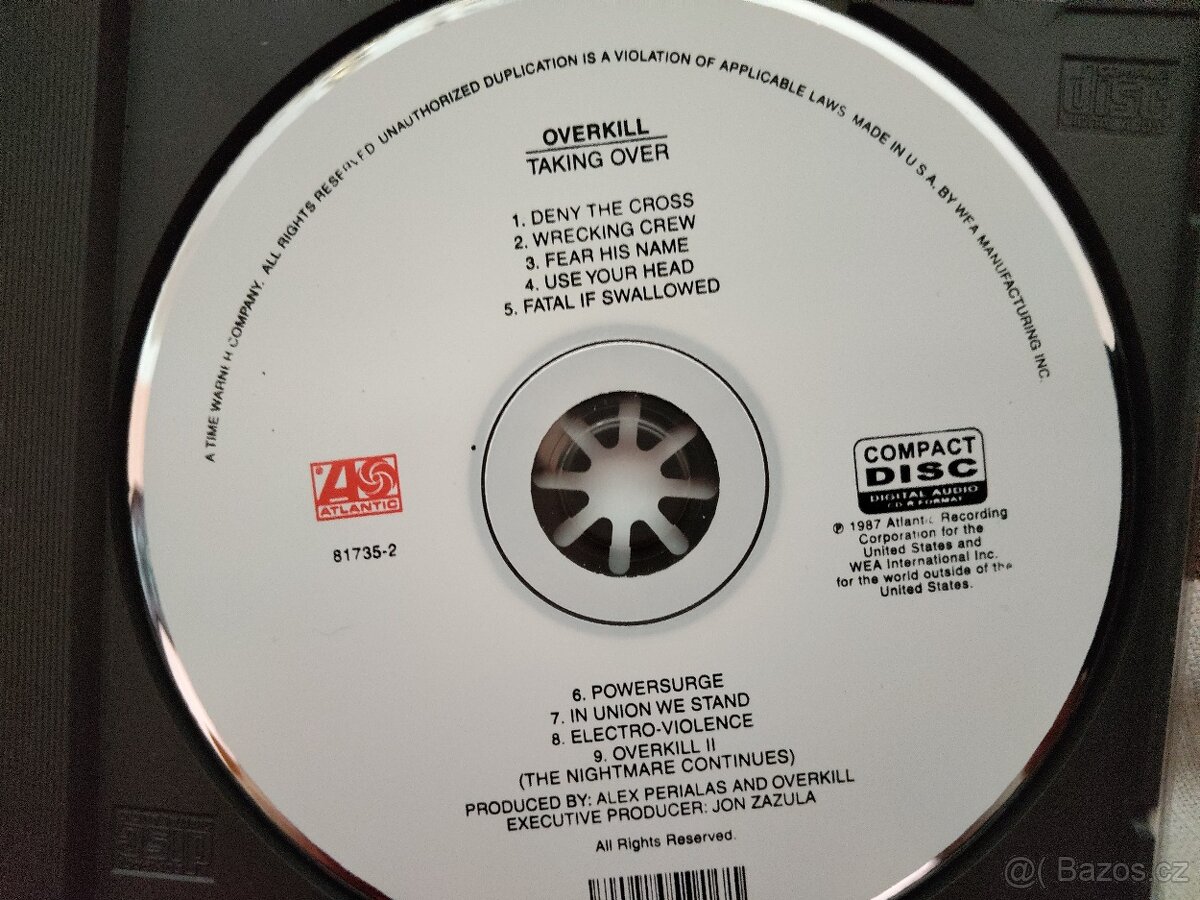 A TIME WARNER COMPANY. ALL RIGHTS RESERVED. UNAUTHORIZED DUPLICATION IS A VIOLATION OF APPLICABLE LAWS. MADE IN U.S.A. BY WEA MANUFACTURING INC.
OVERKILL
TAKING OVER
1. DENY THE CROSS
2. WRECKING CREW
3. FEAR HIS NAME
4. USE YOUR HEAD
5. FATAL IF SWALLOWED
ATLANTIC
81735-2
COMPACT
DISC
DIGITAL AUDIO
℗ 1987 Atlantic Recording
Corporation for the
United States and
WEA International Inc.
for the world outside of the
United States.
6. POWERSURGE
7. IN UNION WE STAND
8. ELECTRO-VIOLENCE
9. OVERKILL II
(THE NIGHTMARE CONTINUES)
PRODUCED BY: ALEX PERIALAS AND OVERKILL
EXECUTIVE PRODUCER: JON ZAZULA
All Rights Reserved.
@( Bazos.cz